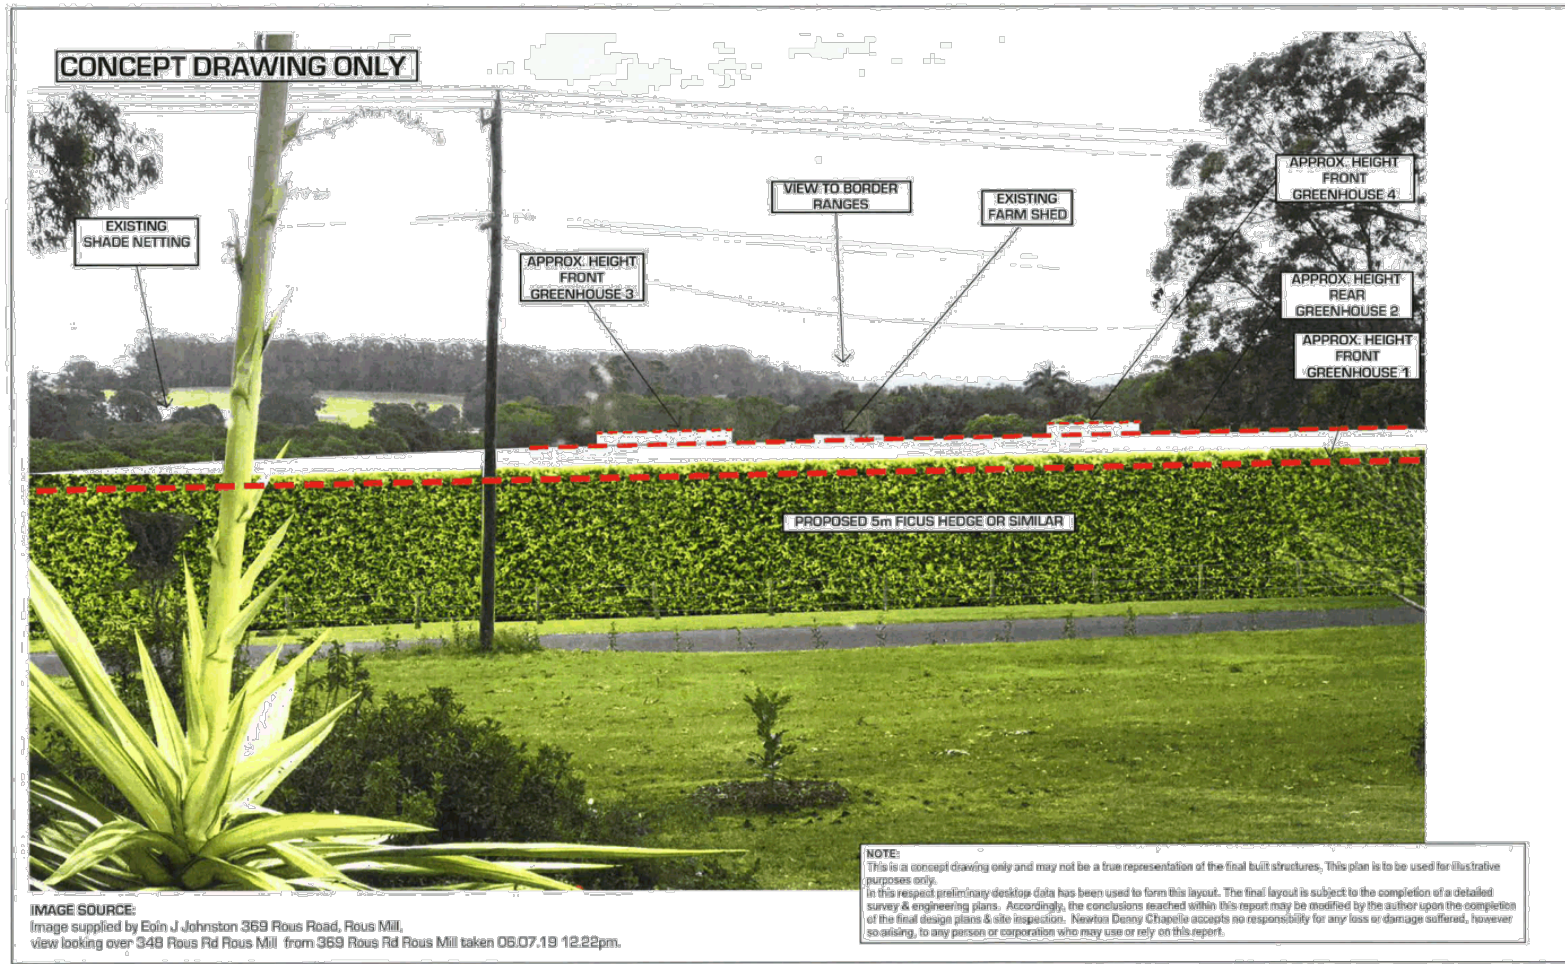 CONCEPT DRAWING ONLY
APPROX. HEIGHT
FRONT
GREENHOUSE 4
VIEW TO BORDER
RANGES
EXISTING
FARM SHED
EXISTING
SHADE NETTING
APPROX. HEIGHT
FRONT
GREENHOUSE 3
APPROX. HEIGHT
REAR
GREENHOUSE 2
APPROX. HEIGHT
FRONT
GREENHOUSE 1
PROPOSED 5m FICUS HEDGE OR SIMILAR
NOTE:
This is a concept drawing only and may not be a true representation of the final built structures. This plan is to be used for illustrative
purposes only.
In this respect preliminary desktop data has been used to form this layout. The final layout is subject to the completion of a detailed
survey & engineering plans. Accordingly, the conclusions reached within this report may be modified by the author upon the completion
of the final design plans & site inspection. Newton Denny Chapelle accepts no responsibility for any loss or damage suffered, however
so arising, to any person or corporation who may use or rely on this report.
IMAGE SOURCE:
Image supplied by Eoin J Johnston 369 Rous Road, Rous Mill,
view looking over 348 Rous Rd Rous Mill from 369 Rous Rd Rous Mill taken 06.07.19 12.22pm.